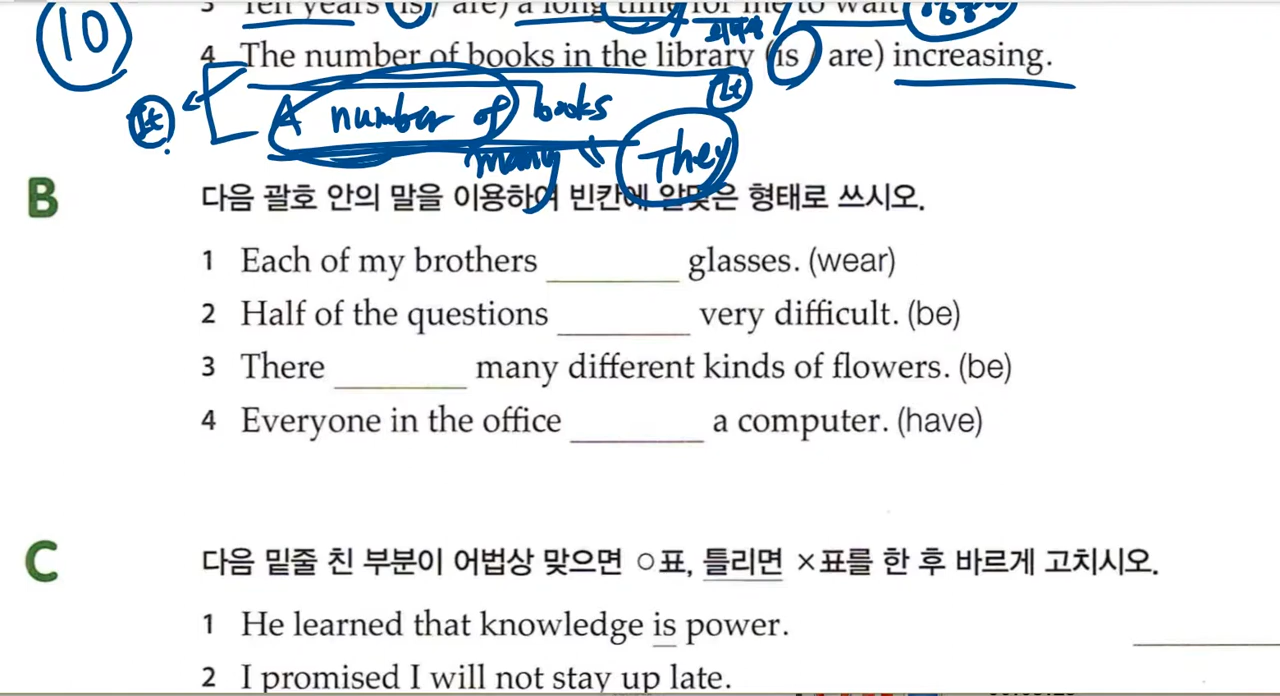 3 Ten years (is / are) a long time for me to wait
10
4 The number of books in the library (is / are) increasing.
It
A number of books
It
many
They
B 다음 괄호 안의 말을 이용하여 빈칸에 알맞은 형태로 쓰시오.
1 Each of my brothers ________ glasses. (wear)
2 Half of the questions ________ very difficult. (be)
3 There ________ many different kinds of flowers. (be)
4 Everyone in the office ________ a computer. (have)
C 다음 밑줄 친 부분이 어법상 맞으면 ○표, 틀리면 ×표를 한 후 바르게 고치시오.
1 He learned that knowledge is power.
2 I promised I will not stay up late.